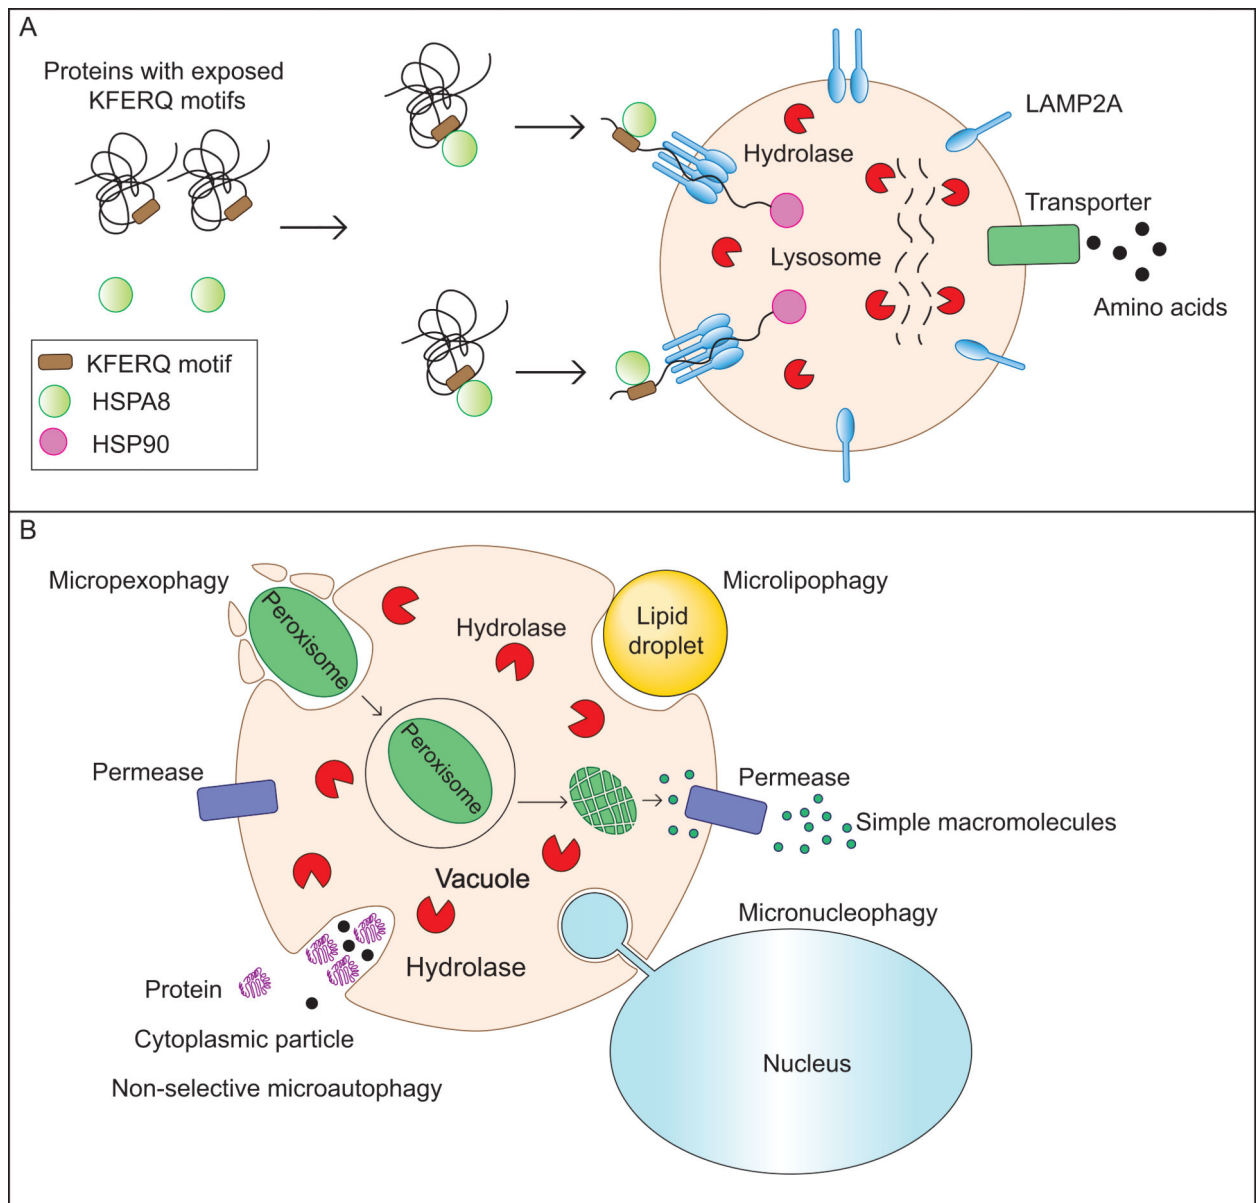 A
Proteins with exposed
KFERQ motifs
KFERQ motif
HSPA8
HSP90
Hydrolase
Lysosome
LAMP2A
Transporter
Amino acids
B
Micropexophagy
Peroxisome
Hydrolase
Lipid
droplet
Microlipophagy
Permease
Peroxisome
Permease
Simple macromolecules
Vacuole
Hydrolase
Micronucleophagy
Protein
Cytoplasmic particle
Non-selective microautophagy
Nucleus